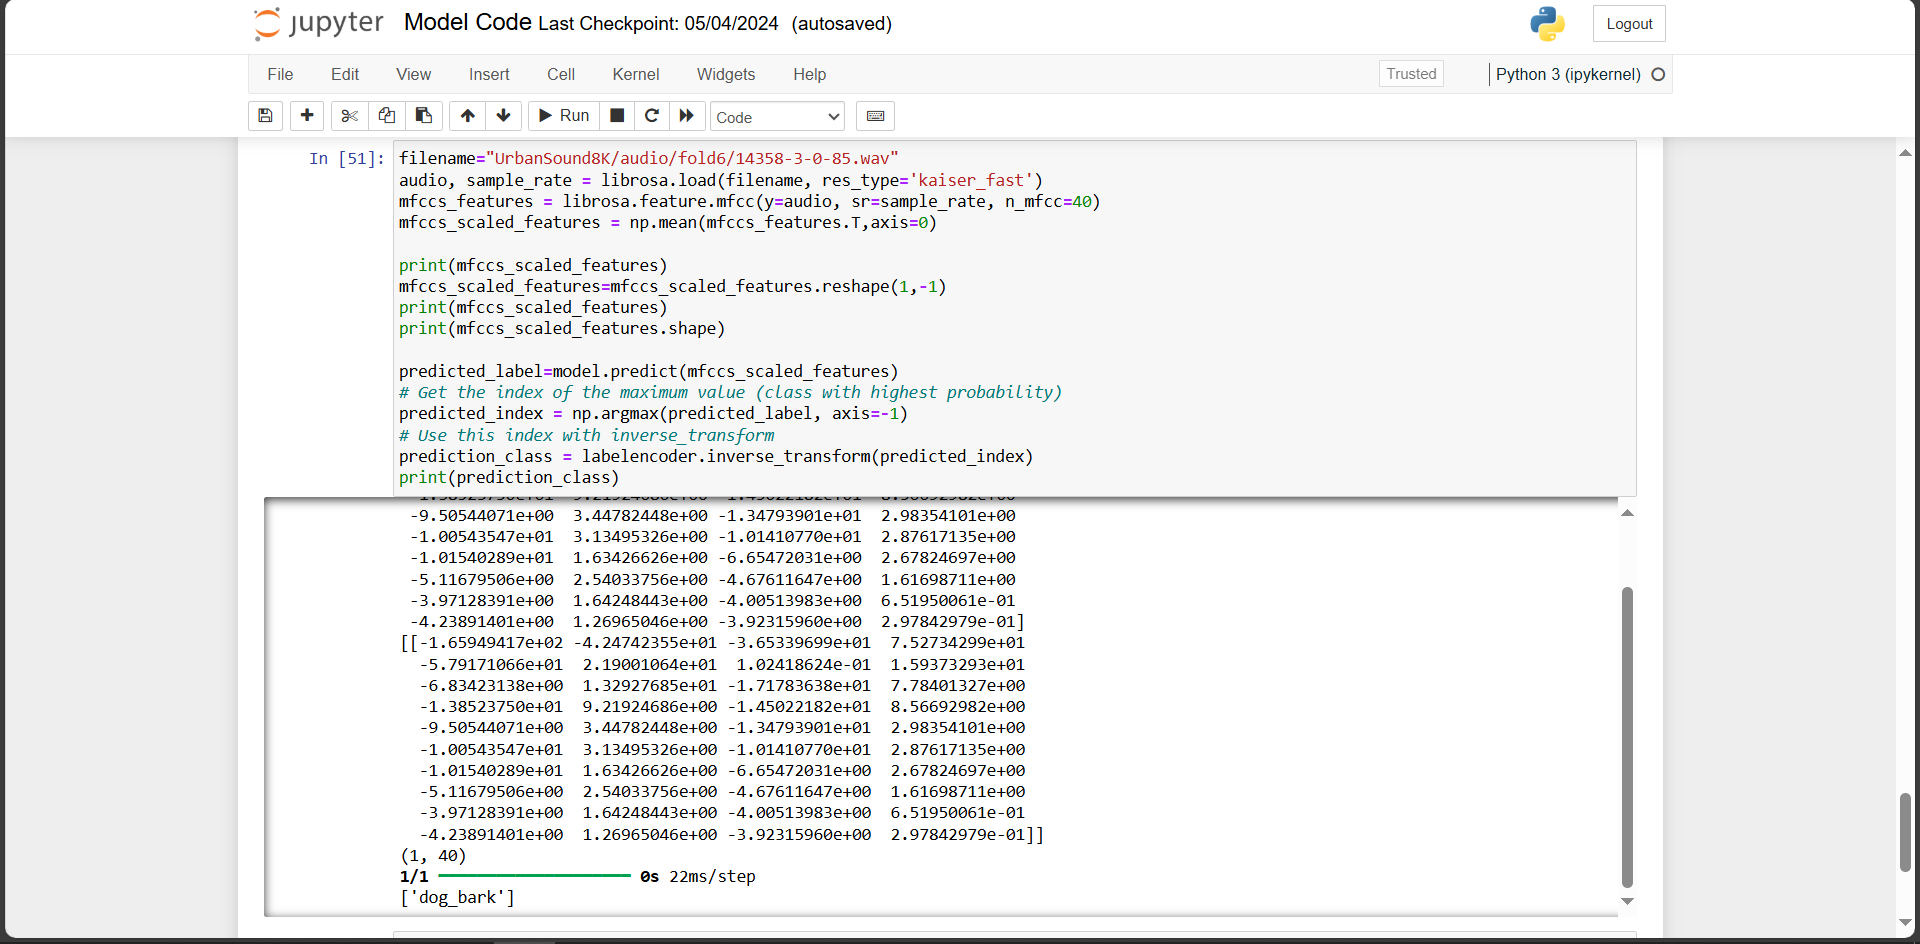 jupyter Model Code Last Checkpoint: 05/04/2024 (autosaved)
Logout
File Edit View Insert Cell Kernel Widgets Help
Trusted
Python 3 (ipykernel)
Run
Code
In [51]:
filename="UrbanSound8K/audio/fold6/14358-3-0-85.wav"
audio, sample_rate = librosa.load(filename, res_type='kaiser_fast')
mfccs_features = librosa.feature.mfcc(y=audio, sr=sample_rate, n_mfcc=40)
mfccs_scaled_features = np.mean(mfccs_features.T,axis=0)
print(mfccs_scaled_features)
mfccs_scaled_features=mfccs_scaled_features.reshape(1,-1)
print(mfccs_scaled_features)
print(mfccs_scaled_features.shape)
predicted_label=model.predict(mfccs_scaled_features)
# Get the index of the maximum value (class with highest probability)
predicted_index = np.argmax(predicted_label, axis=-1)
# Use this index with inverse_transform
prediction_class = labelencoder.inverse_transform(predicted_index)
print(prediction_class)
-9.50544071e+00 3.44782448e+00 -1.34793901e+01 2.98354101e+00
-1.00543547e+01 3.13495326e+00 -1.01410770e+01 2.87617135e+00
-1.01540289e+01 1.63426626e+00 -6.65472031e+00 2.67824697e+00
-5.11679506e+00 2.54033756e+00 -4.67611647e+00 1.61698711e+00
-3.97128391e+00 1.64248443e+00 -4.00513983e+00 6.51950061e-01
-4.23891401e+00 1.26965046e+00 -3.92315960e+00 2.97842979e-01]
[[-1.65949417e+02 -4.24742355e+01 -3.65339699e+01 7.52734299e+01
-5.79171066e+01 2.19001064e+01 1.02418624e-01 1.59373293e+01
-6.83423138e+00 1.32927685e+01 -1.71783638e+01 7.78401327e+00
-1.38523750e+01 9.21924686e+00 -1.45022182e+01 8.56692982e+00
-9.50544071e+00 3.44782448e+00 -1.34793901e+01 2.98354101e+00
-1.00543547e+01 3.13495326e+00 -1.01410770e+01 2.87617135e+00
-1.01540289e+01 1.63426626e+00 -6.65472031e+00 2.67824697e+00
-5.11679506e+00 2.54033756e+00 -4.67611647e+00 1.61698711e+00
-3.97128391e+00 1.64248443e+00 -4.00513983e+00 6.51950061e-01
-4.23891401e+00 1.26965046e+00 -3.92315960e+00 2.97842979e-01]]
(1, 40)
1/1 0s 22ms/step
['dog_bark']